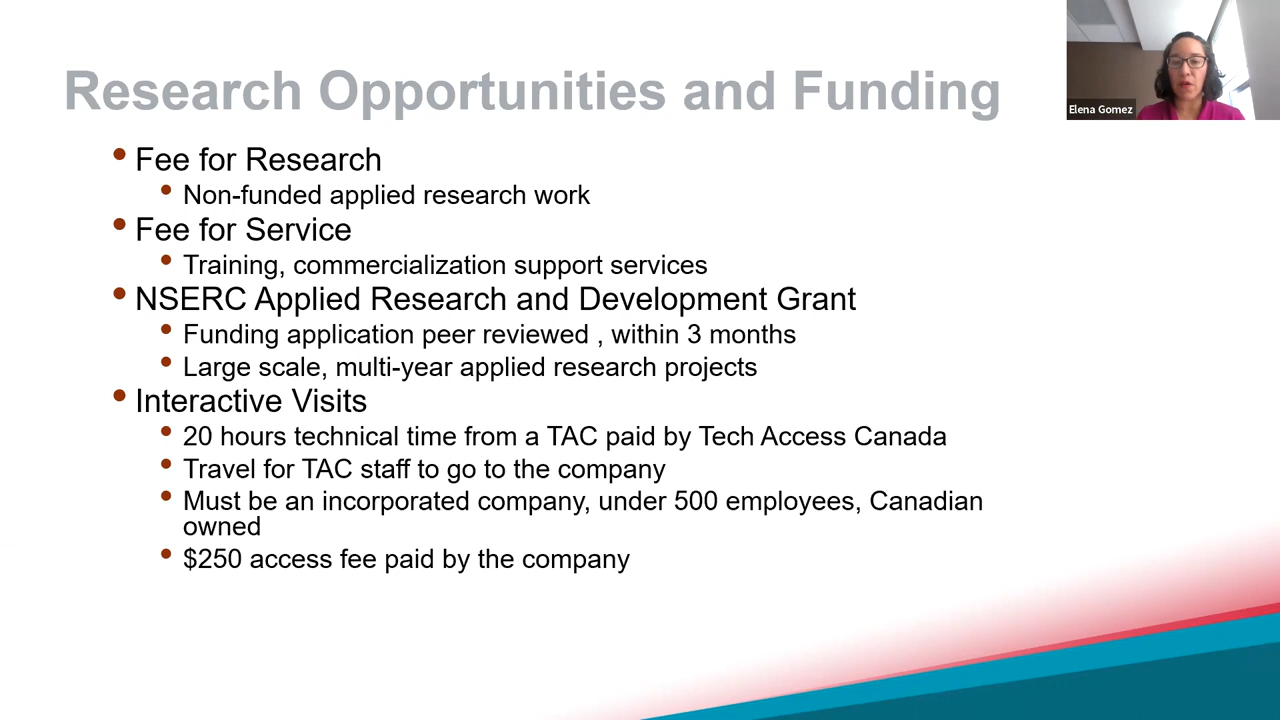 Research Opportunities and Funding
Elena Gomez
Fee for Research
Non-funded applied research work
Fee for Service
Training, commercialization support services
NSERC Applied Research and Development Grant
Funding application peer reviewed , within 3 months
Large scale, multi-year applied research projects
Interactive Visits
20 hours technical time from a TAC paid by Tech Access Canada
Travel for TAC staff to go to the company
Must be an incorporated company, under 500 employees, Canadian
owned
$250 access fee paid by the company